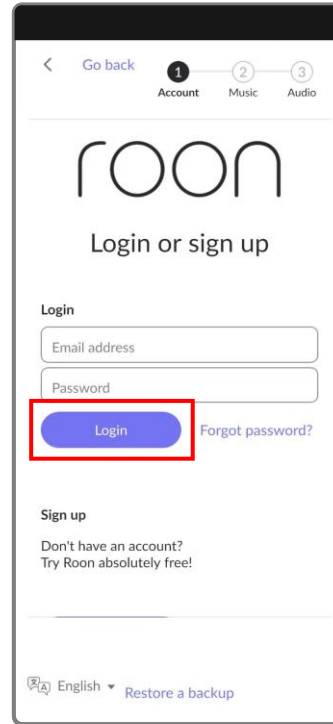 Go back
1 2 3
Account Music Audio
roon
Login or sign up
Login
Email address
Password
Login Forgot password?
Sign up
Don't have an account?
Try Roon absolutely free!
English Restore a backup